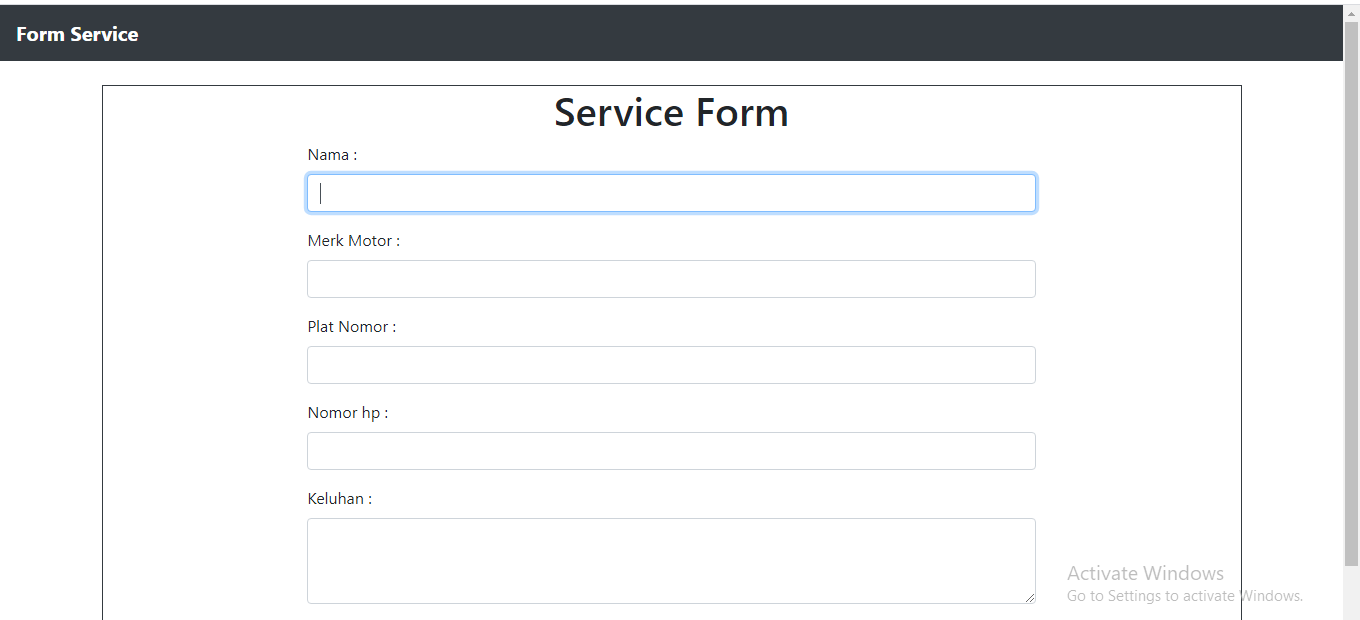 Form Service
Service Form
Nama :
Merk Motor :
Plat Nomor :
Nomor hp :
Keluhan :
Activate Windows
Go to Settings to activate Windows.